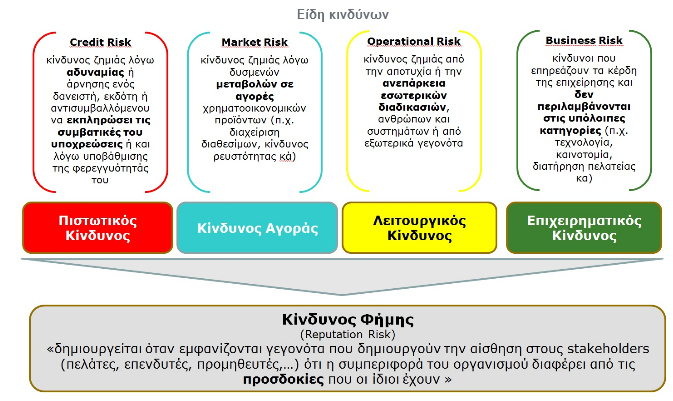 Είδη κινδύνων
Credit Risk
κίνδυνος ζημιάς λόγω
αδυναμίας ή
άρνησης ενός
δανειστή, εκδότη ή
αντισυμβαλλόμενου
να εκπληρώσει τις
συμβατικές του
υποχρεώσεις ή και
λόγω υποβάθμισης
της φερεγγυότητάς
του
Market Risk
κίνδυνος ζημιάς λόγω
δυσμενών
μεταβολών σε
αγορές
χρηματοοικονομικών
προϊόντων (π.χ.
διαχείριση
διαθεσίμων, κίνδυνος
ρευστότητας κά)
Operational Risk
κίνδυνος ζημιάς από
την αποτυχία ή την
ανεπάρκεια
εσωτερικών
διαδικασιών,
ανθρώπων και
συστημάτων ή από
εξωτερικά γεγονότα
Business Risk
κίνδυνοι που
επηρεάζουν τα κέρδη
της επιχείρησης και
δεν
περιλαμβάνονται
στις υπόλοιπες
κατηγορίες (π.χ.
τεχνολογία,
καινοτομία,
διατήρηση πελατείας
κα)
Πιστωτικός
Κίνδυνος
Κίνδυνος Αγοράς
Λειτουργικός
Κίνδυνος
Επιχειρηματικός
Κίνδυνος
Κίνδυνος Φήμης
(Reputation Risk)
«δημιουργείται όταν εμφανίζονται γεγονότα που δημιουργούν την αίσθηση στους stakeholders
(πελάτες, επενδυτές, προμηθευτές,...) ότι η συμπεριφορά του οργανισμού διαφέρει από τις
προσδοκίες που οι ίδιοι έχουν »